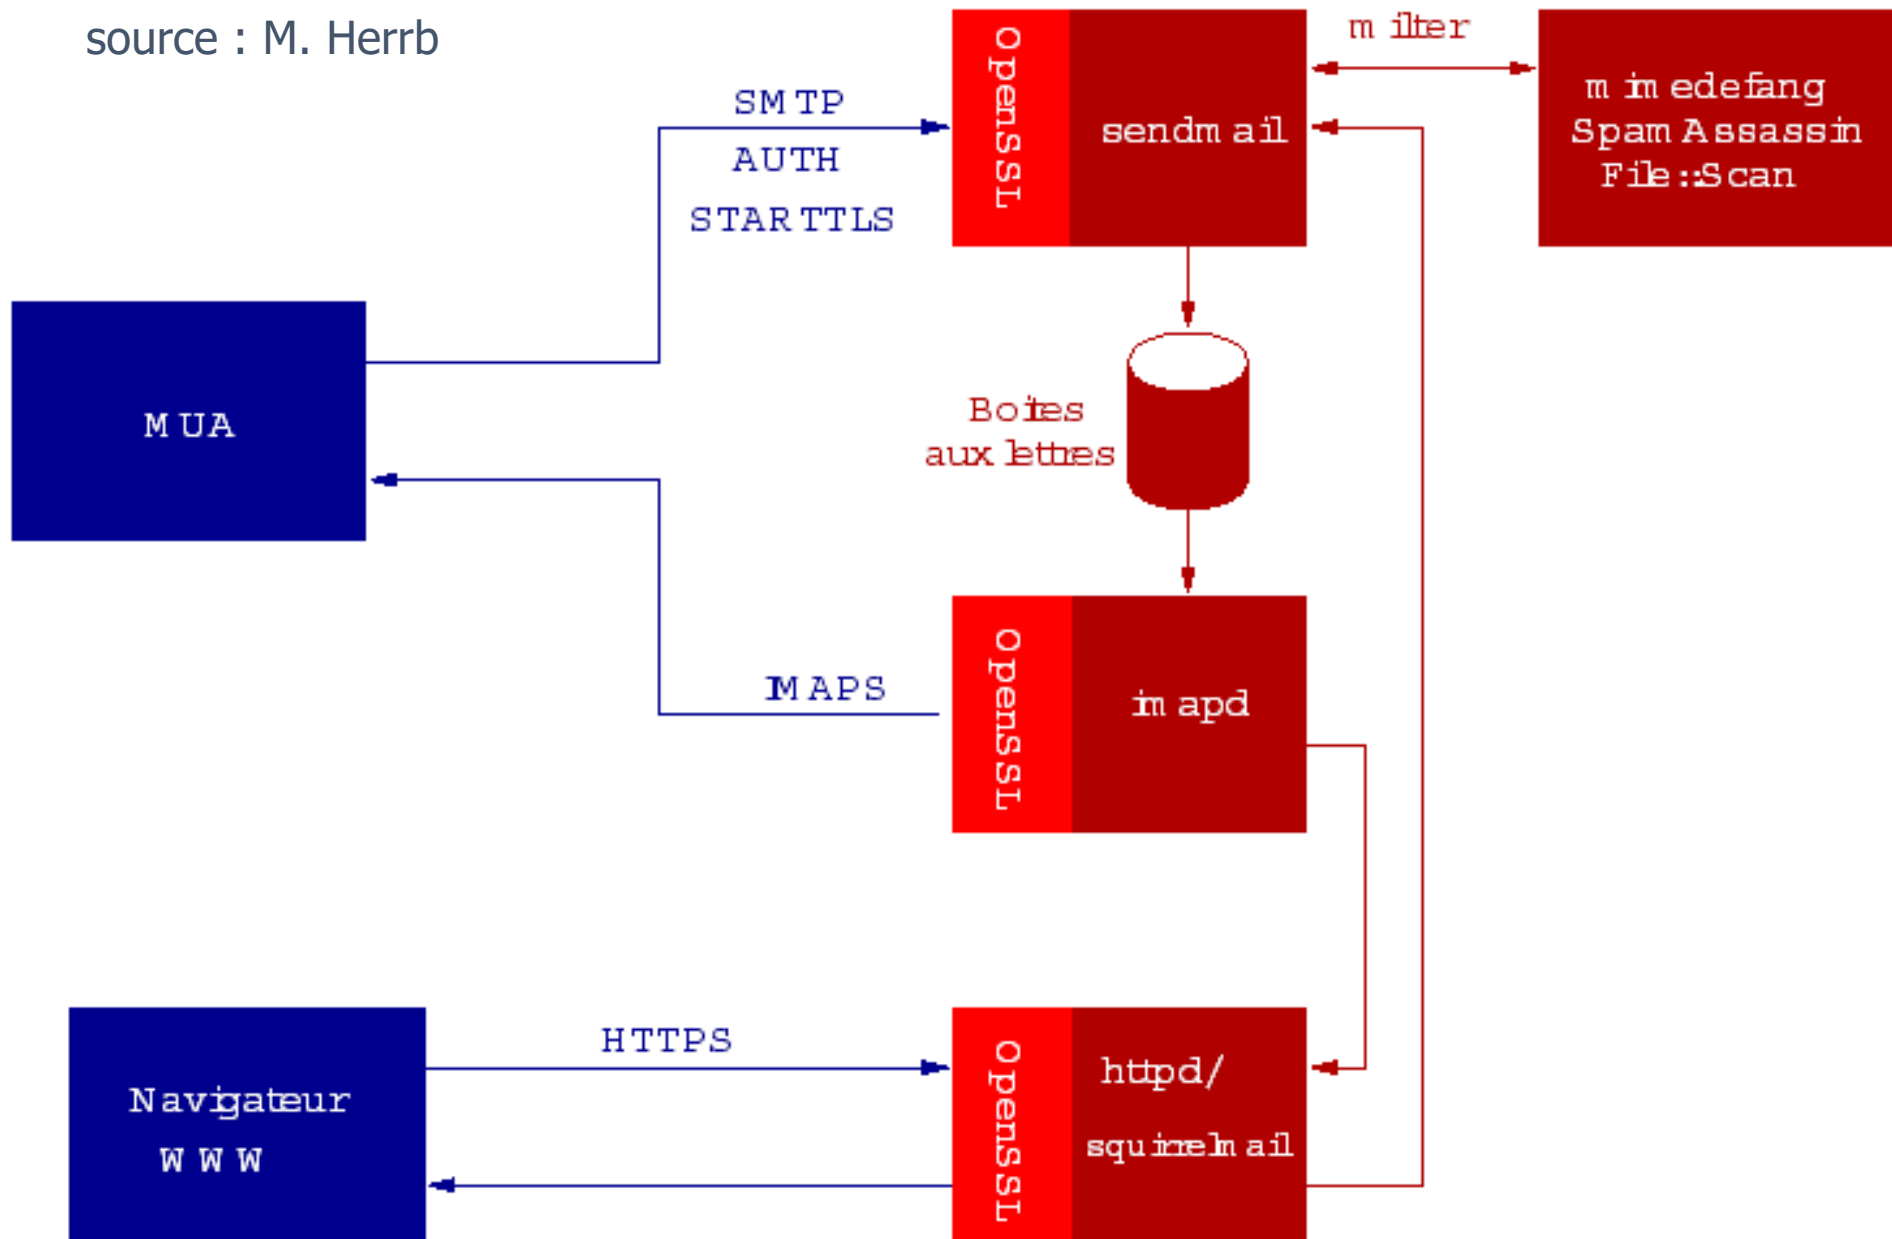 source : M. Herrb
milter
OpenSSL
sendmail
mimedefang
SpamAssassin
File::Scan
SMTP
AUTH
STARTTLS
MUA
Boites
aux lettres
IMAPS
OpenSSL
imapd
HTTPS
Navigateur
WWW
OpenSSL
httpd/
squirrelmail